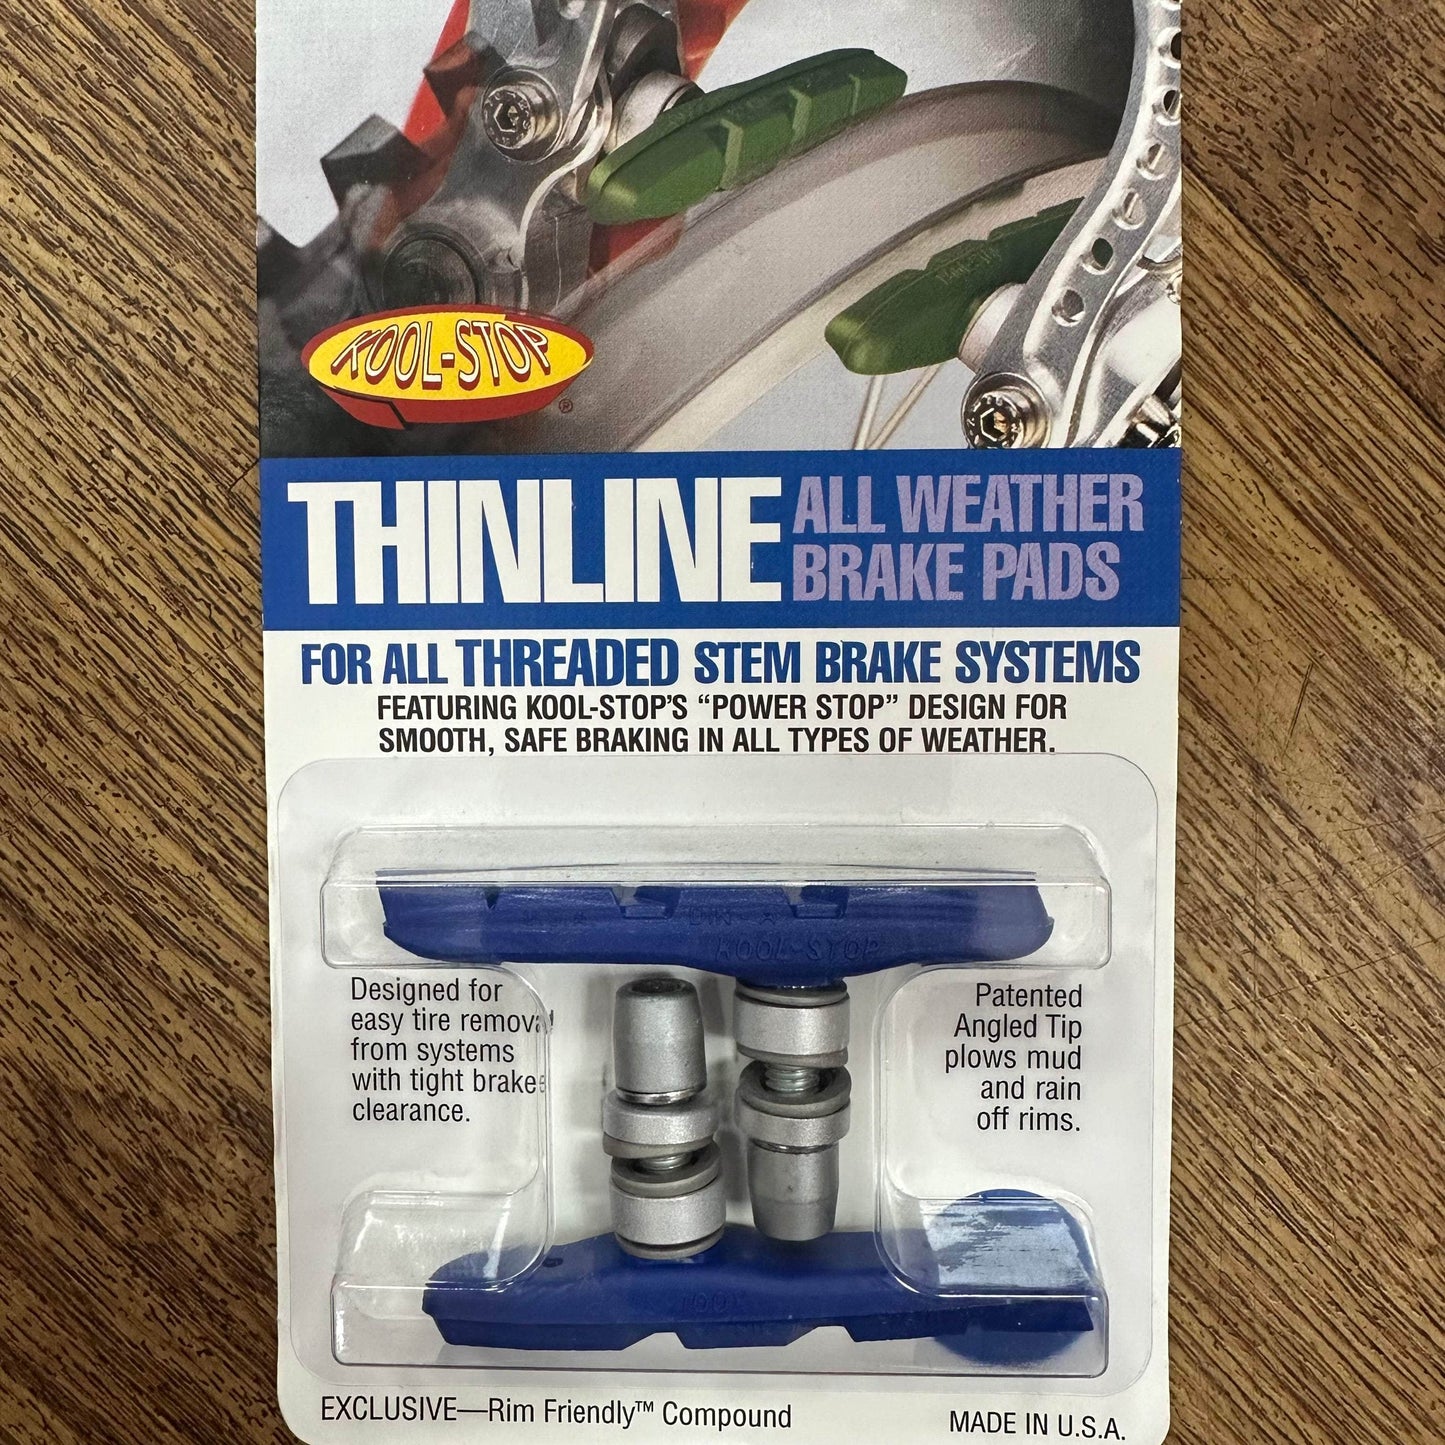 KOOL-STOP
®
THINLINE
ALL WEATHER
BRAKE PADS
FOR ALL THREADED STEM BRAKE SYSTEMS
FEATURING KOOL-STOP'S “POWER STOP” DESIGN FOR
SMOOTH, SAFE BRAKING IN ALL TYPES OF WEATHER.
KOOL-STOP
Designed for
easy tire removal
from systems
with tight brake
clearance.
Patented
Angled Tip
plows mud
and rain
off rims.
EXCLUSIVE—Rim Friendly™ Compound
MADE IN U.S.A.